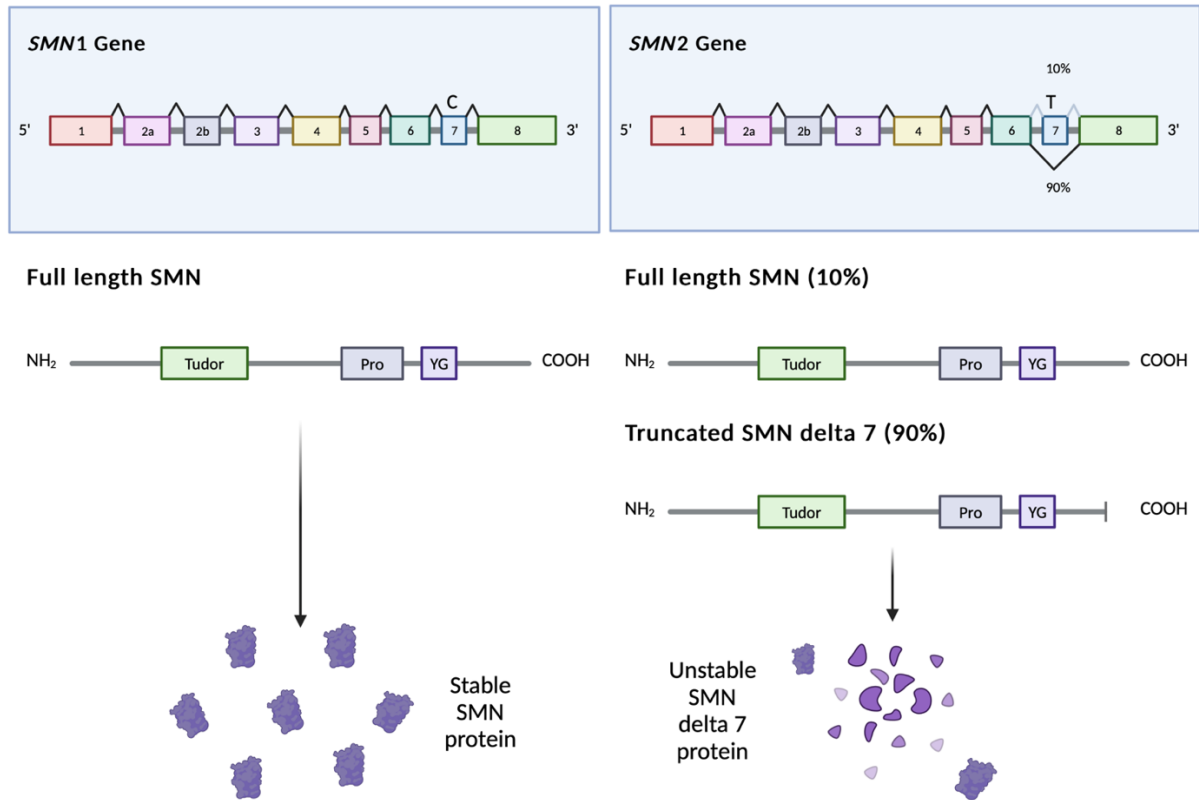 SMN1 Gene
C
5'
1
2a
2b
3
4
5
6
7
8
3'
SMN2 Gene
10%
T
5'
1
2a
2b
3
4
5
6
7
8
3'
90%
Full length SMN
NH2
Tudor
Pro
YG
COOH
Stable
SMN
protein
Full length SMN (10%)
NH2
Tudor
Pro
YG
COOH
Truncated SMN delta 7 (90%)
NH2
Tudor
Pro
YG
COOH
Unstable
SMN
delta 7
protein